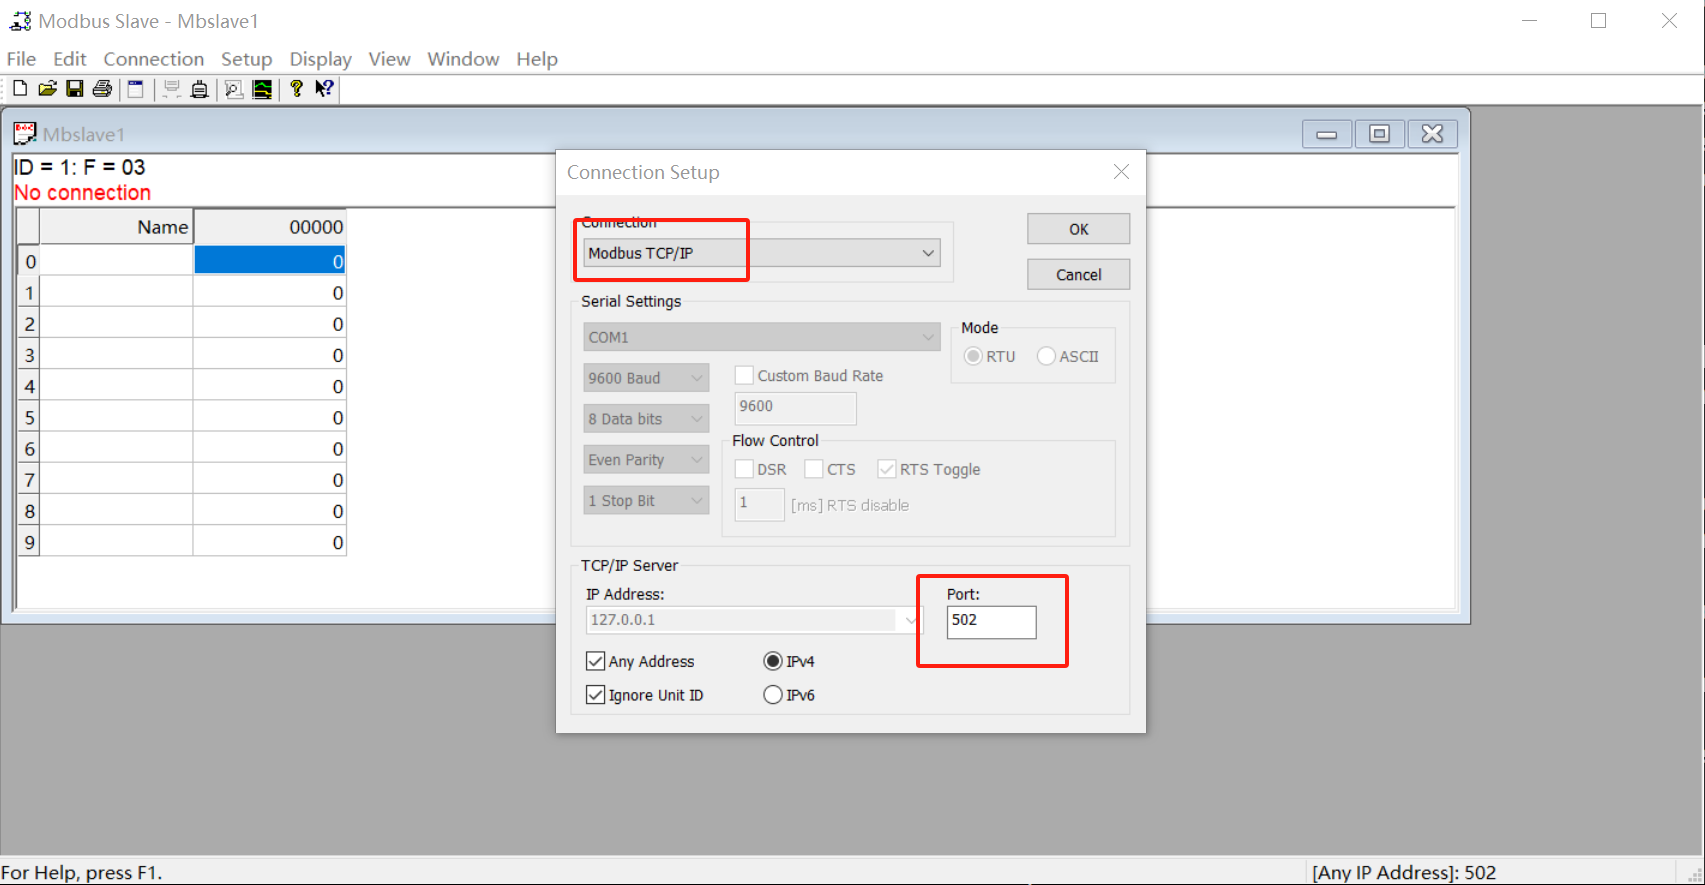 Modbus Slave - Mbslave1
File Edit Connection Setup Display View Window Help
Mbslave1
ID = 1: F = 03
No connection
Name 00000
0 0
1 0
2 0
3 0
4 0
5 0
6 0
7 0
8 0
9 0
Connection Setup
Connection
Modbus TCP/IP
OK
Cancel
Serial Settings
COM1
Mode
RTU ASCII
9600 Baud
Custom Baud Rate
9600
8 Data bits
Even Parity
1 Stop Bit
Flow Control
DSR CTS RTS Toggle
1 [ms] RTS disable
TCP/IP Server
IP Address: Port:
127.0.0.1 502
Any Address IPv4
Ignore Unit ID IPv6
For Help, press F1. [Any IP Address]: 502